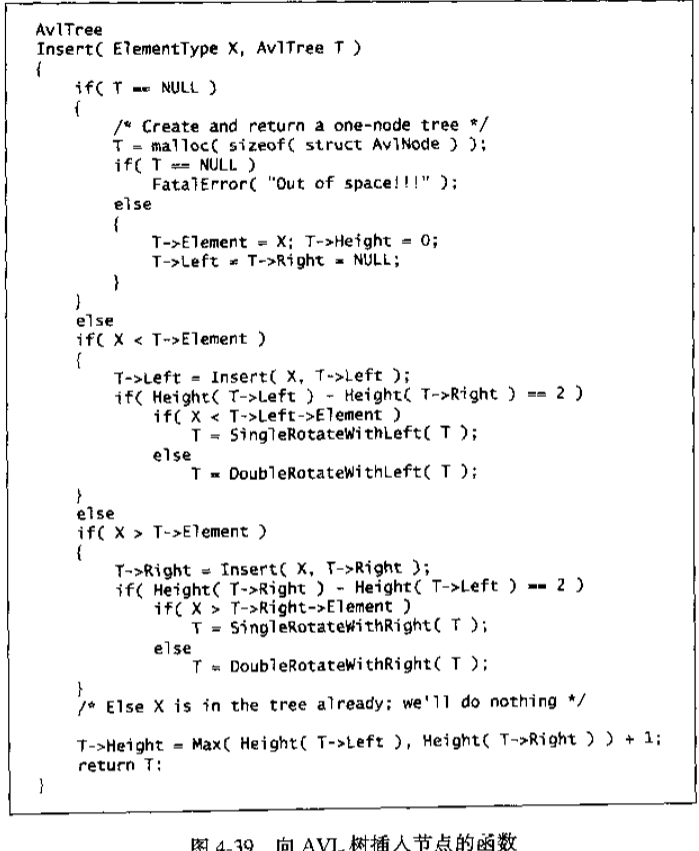 AvlTree
Insert( ElementType X, AvlTree T )
{
    if( T == NULL )
    {
        /* Create and return a one-node tree */
        T = malloc( sizeof( struct AvlNode ) );
        if( T == NULL )
            FatalError( "Out of space!!!" );
        else
        {
            T->Element = X; T->Height = 0;
            T->Left = T->Right = NULL;
        }
    }
    else
    if( X < T->Element )
    {
        T->Left = Insert( X, T->Left );
        if( Height( T->Left ) - Height( T->Right ) == 2 )
            if( X < T->Left->Element )
                T = SingleRotateWithLeft( T );
            else
                T = DoubleRotateWithLeft( T );
    }
    else
    if( X > T->Element )
    {
        T->Right = Insert( X, T->Right );
        if( Height( T->Right ) - Height( T->Left ) == 2 )
            if( X > T->Right->Element )
                T = SingleRotateWithRight( T );
            else
                T = DoubleRotateWithRight( T );
    }
    /* Else X is in the tree already; we'll do nothing */
    T->Height = Max( Height( T->Left ), Height( T->Right ) ) + 1;
    return T;
}
图 4-39 向 AVL 树插入节点的函数